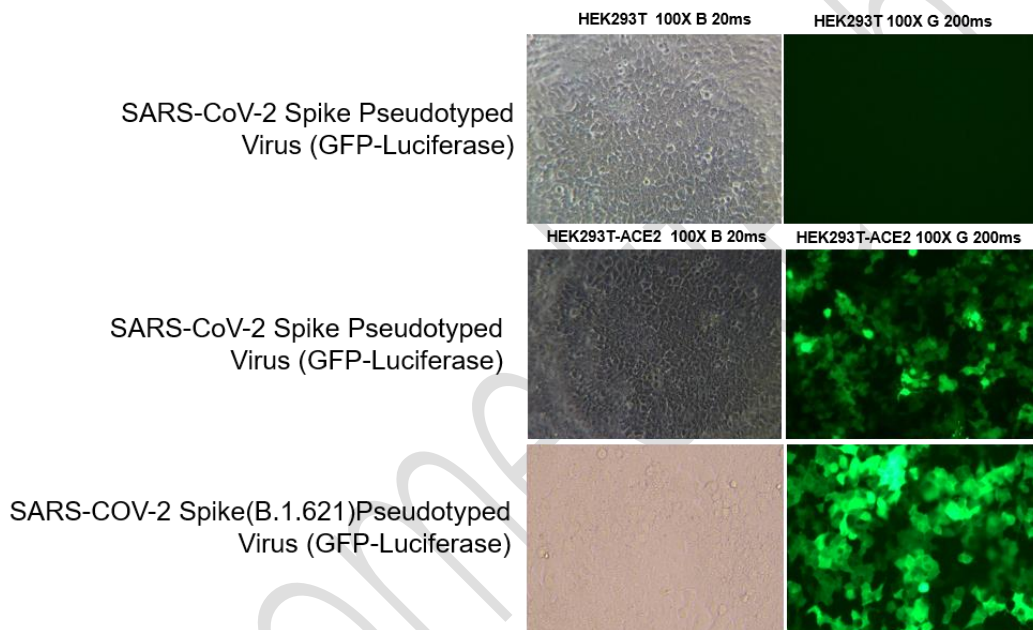 HEK293T 100X B 20ms
HEK293T 100X G 200ms
SARS-CoV-2 Spike Pseudotyped
Virus (GFP-Luciferase)
HEK293T-ACE2 100X B 20ms
HEK293T-ACE2 100X G 200ms
SARS-CoV-2 Spike Pseudotyped
Virus (GFP-Luciferase)
SARS-COV-2 Spike(B.1.621)Pseudotyped
Virus (GFP-Luciferase)